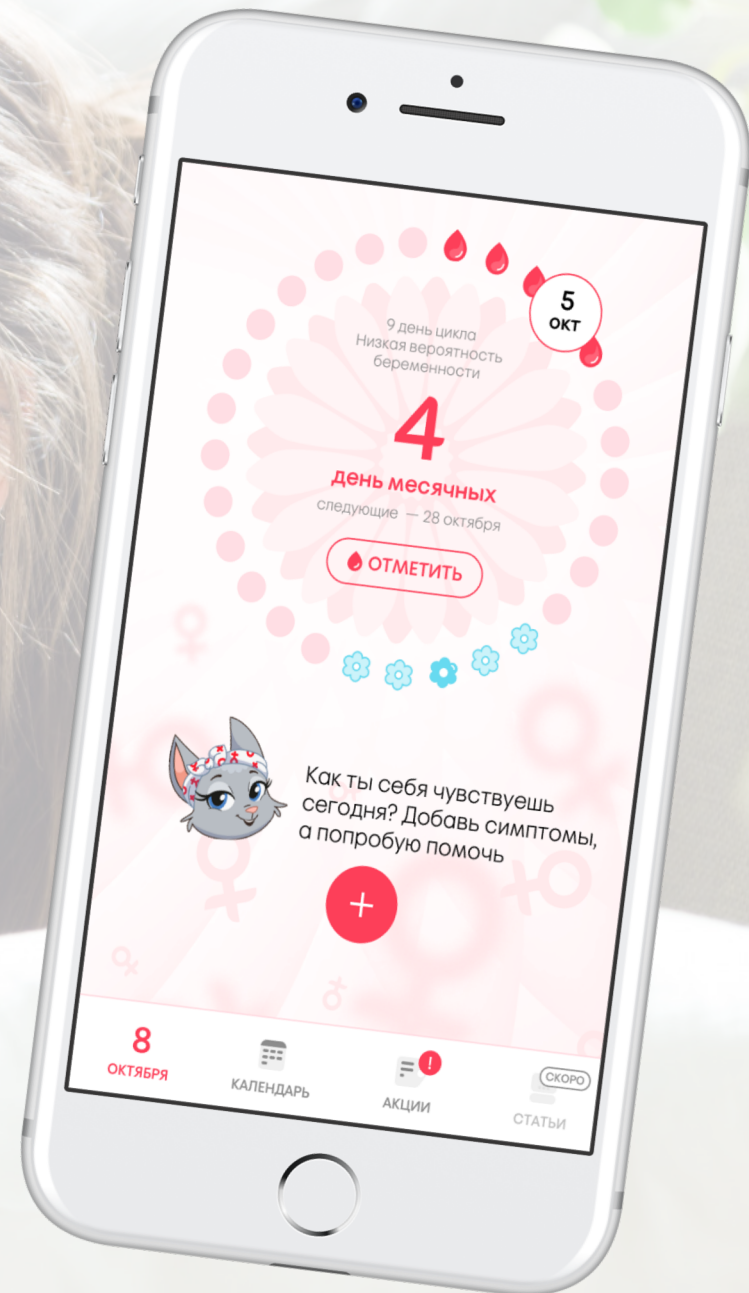 5
ОКТ
9 день цикла
Низкая вероятность
беременности
4
день месячных
следующие — 28 октября
ОТМЕТИТЬ
Как ты себя чувствуешь
сегодня? Добавь симптомы,
а попробую помочь
+
8
ОКТЯБРЯ
КАЛЕНДАРЬ
!
АКЦИИ
СКОРО
СТАТЬИ